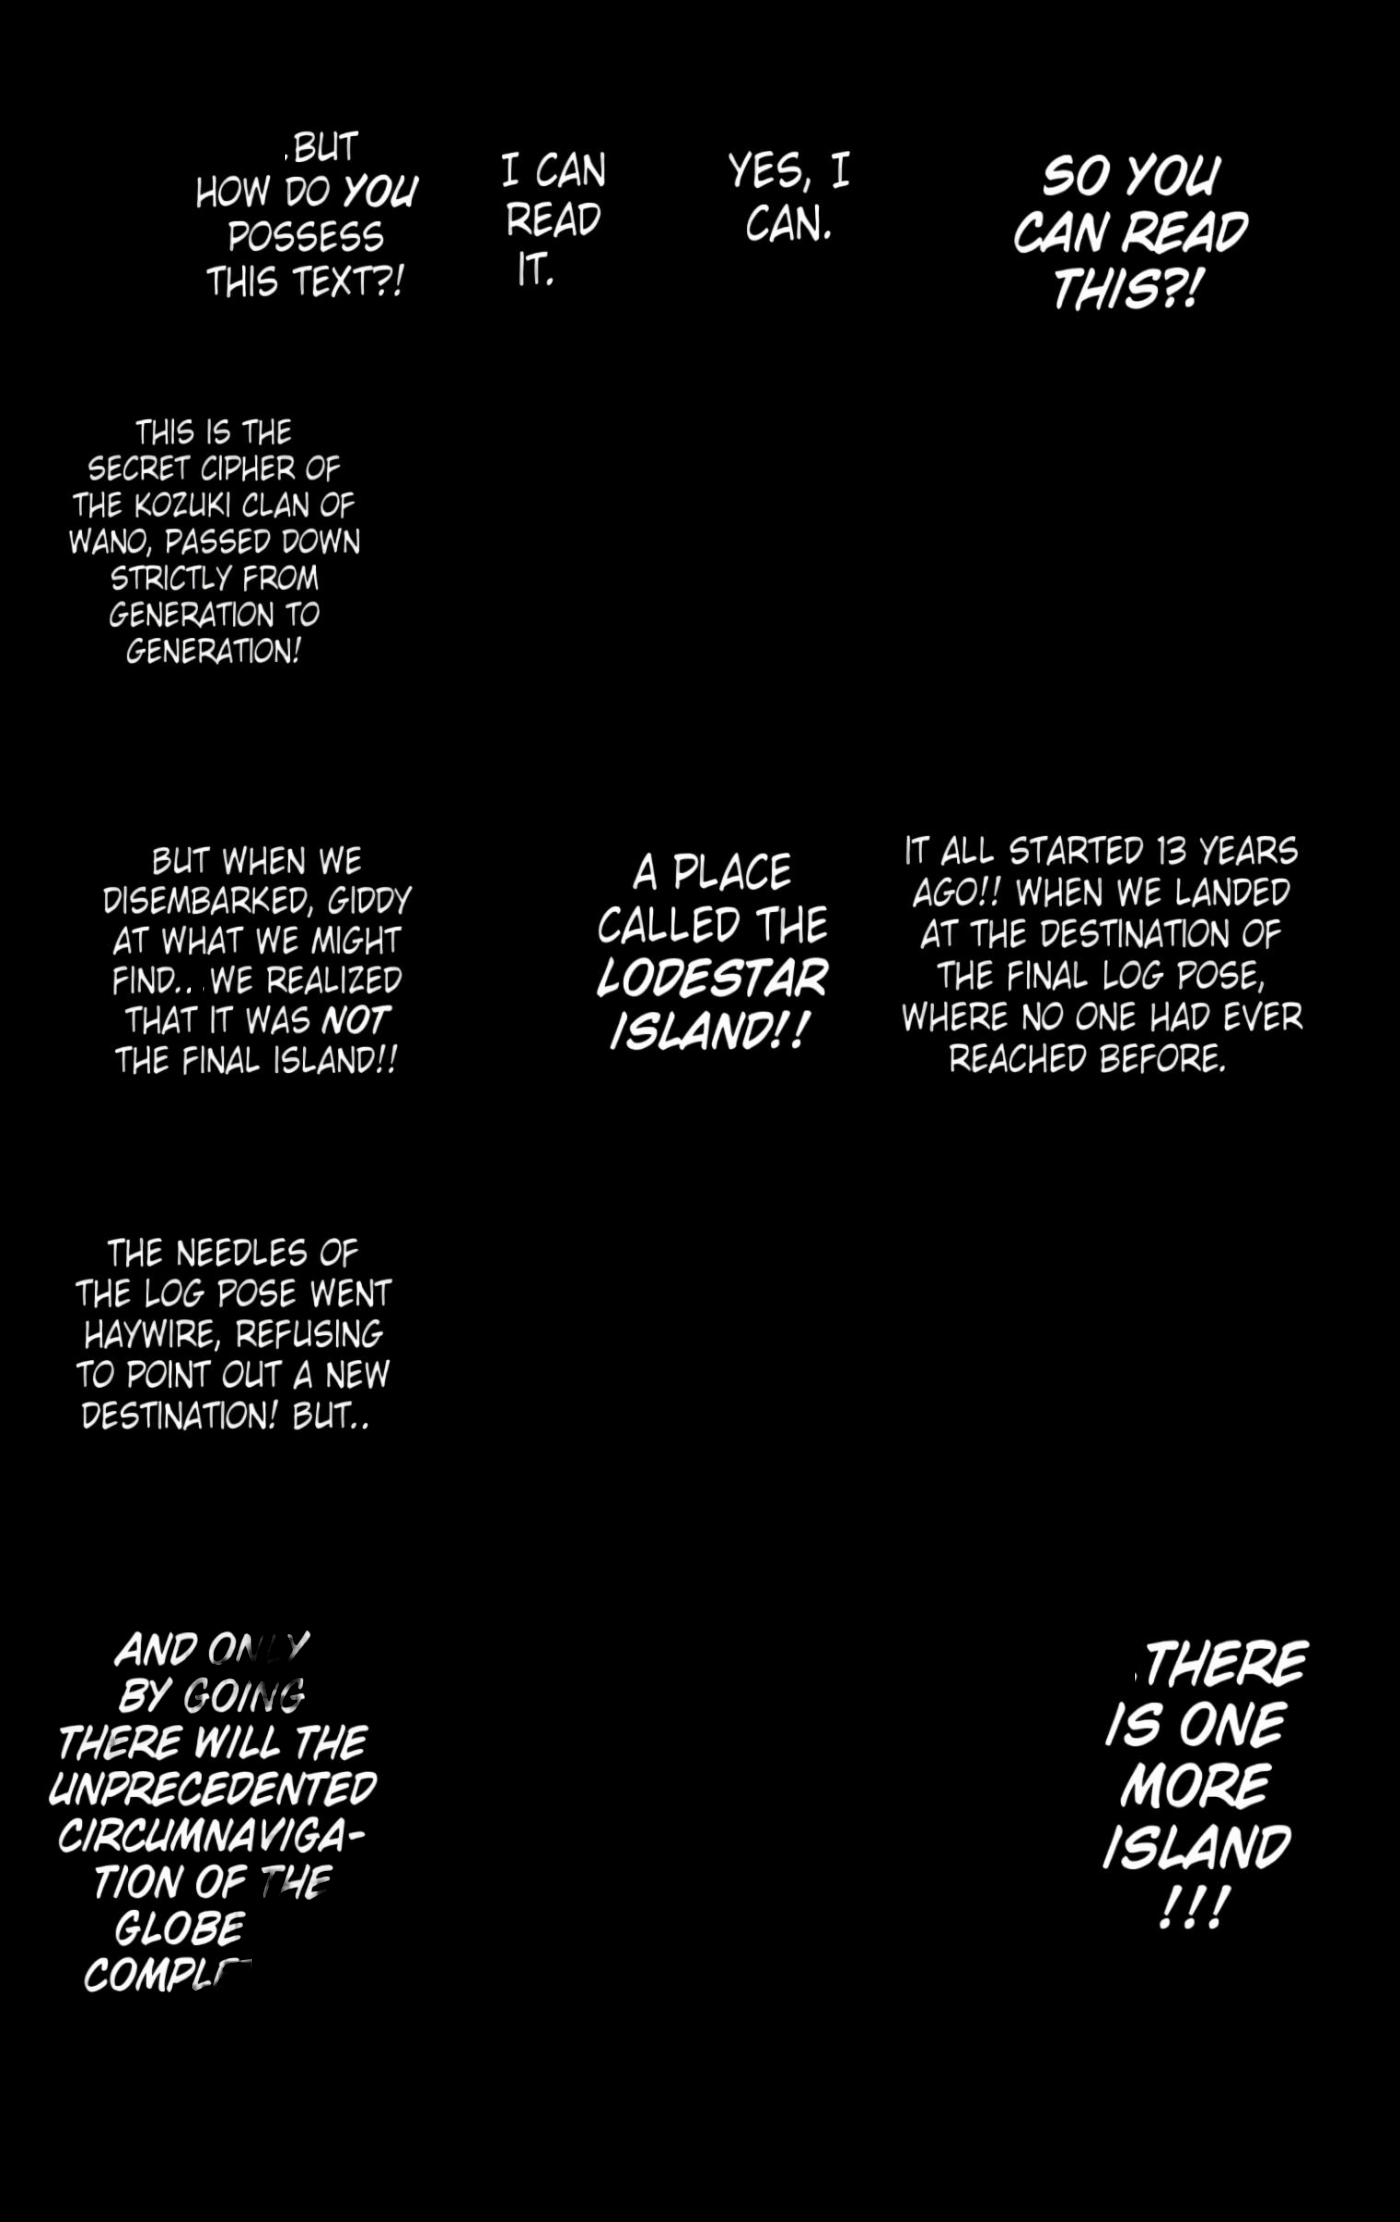 SO YOU
CAN READ
THIS?!
YES, I
CAN.
I CAN
READ
IT.
.BUT
HOW DO YOU
POSSESS
THIS TEXT?!
THIS IS THE
SECRET CIPHER OF
THE KOZUKI CLAN OF
WANO, PASSED DOWN
STRICTLY FROM
GENERATION TO
GENERATION!
IT ALL STARTED 13 YEARS
AGO!! WHEN WE LANDED
AT THE DESTINATION OF
THE FINAL LOG POSE,
WHERE NO ONE HAD EVER
REACHED BEFORE.
A PLACE
CALLED THE
LODESTAR
ISLAND!!
BUT WHEN WE
DISEMBARKED, GIDDY
AT WHAT WE MIGHT
FIND... WE REALIZED
THAT IT WAS NOT
THE FINAL ISLAND!!
THE NEEDLES OF
THE LOG POSE WENT
HAYWIRE, REFUSING
TO POINT OUT A NEW
DESTINATION! BUT..
.THERE
IS ONE
MORE
ISLAND
!!!
AND ONLY
BY GOING
THERE WILL THE
UNPRECEDENTED
CIRCUMNAVIGA-
TION OF THE
GLOBE